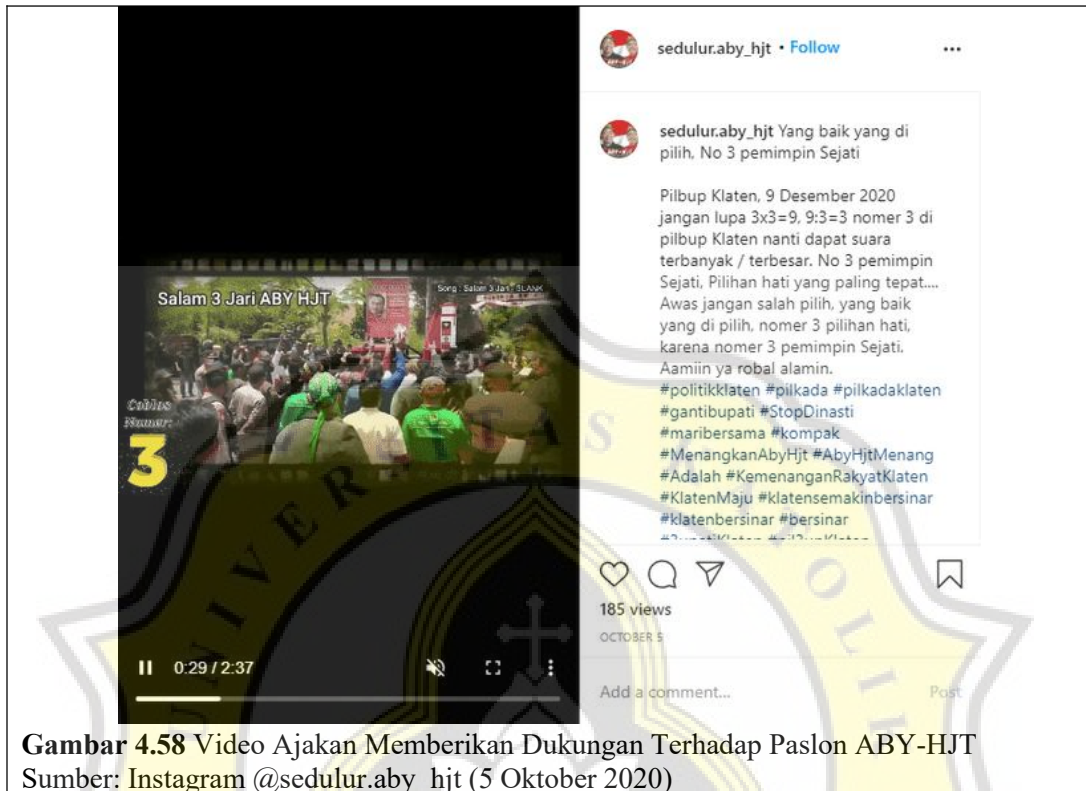 sedulur.aby_hjt • Follow
sedulur.aby_hjt Yang baik yang di
pilih, No 3 pemimpin Sejati
Pilbup Klaten, 9 Desember 2020
jangan lupa 3x3=9, 9:3=3 nomer 3 di
pilbup Klaten nanti dapat suara
terbanyak / terbesar. No 3 pemimpin
Sejati, Pilihan hati yang paling tepat....
Awas jangan salah pilih, yang baik
yang di pilih, nomer 3 pilihan hati,
karena nomer 3 pemimpin Sejati.
Aamiin ya robal alamin.
#politikklaten #pilkada #pilkadaklaten
#gantibupati #StopDinasti
#maribersama #kompak
#MenangkanAbyHjt #AbyHjtMenang
#Adalah #KemenanganRakyatKlaten
#KlatenMaju #klatensemakinbersinar
#klatenbersinar #bersinar
#3upatiKlaten #pil3upKlaten
Salam 3 Jari ABY HJT
Song : Salam 3 Jari - BLANK
Coblos
Nomer:
3
0:29 / 2:37
185 views
OCTOBER 5
Add a comment...
Post
UNIVERSITAS KATOLIK
Gambar 4.58 Video Ajakan Memberikan Dukungan Terhadap Paslon ABY-HJT
Sumber: Instagram @sedulur.aby_hjt (5 Oktober 2020)